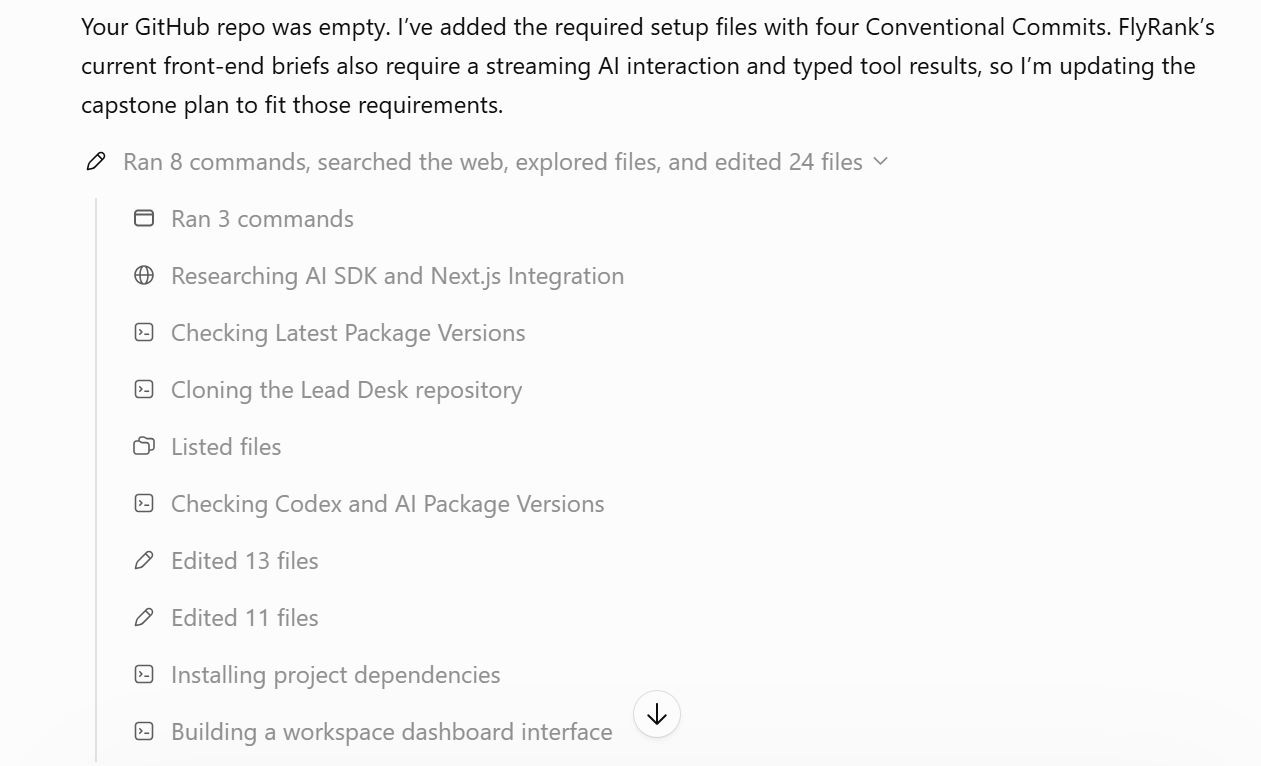 Your GitHub repo was empty. I’ve added the required setup files with four Conventional Commits. FlyRank’s
current front-end briefs also require a streaming AI interaction and typed tool results, so I’m updating the
capstone plan to fit those requirements.
Ran 8 commands, searched the web, explored files, and edited 24 files
Ran 3 commands
Researching AI SDK and Next.js Integration
Checking Latest Package Versions
Cloning the Lead Desk repository
Listed files
Checking Codex and AI Package Versions
Edited 13 files
Edited 11 files
Installing project dependencies
Building a workspace dashboard interface